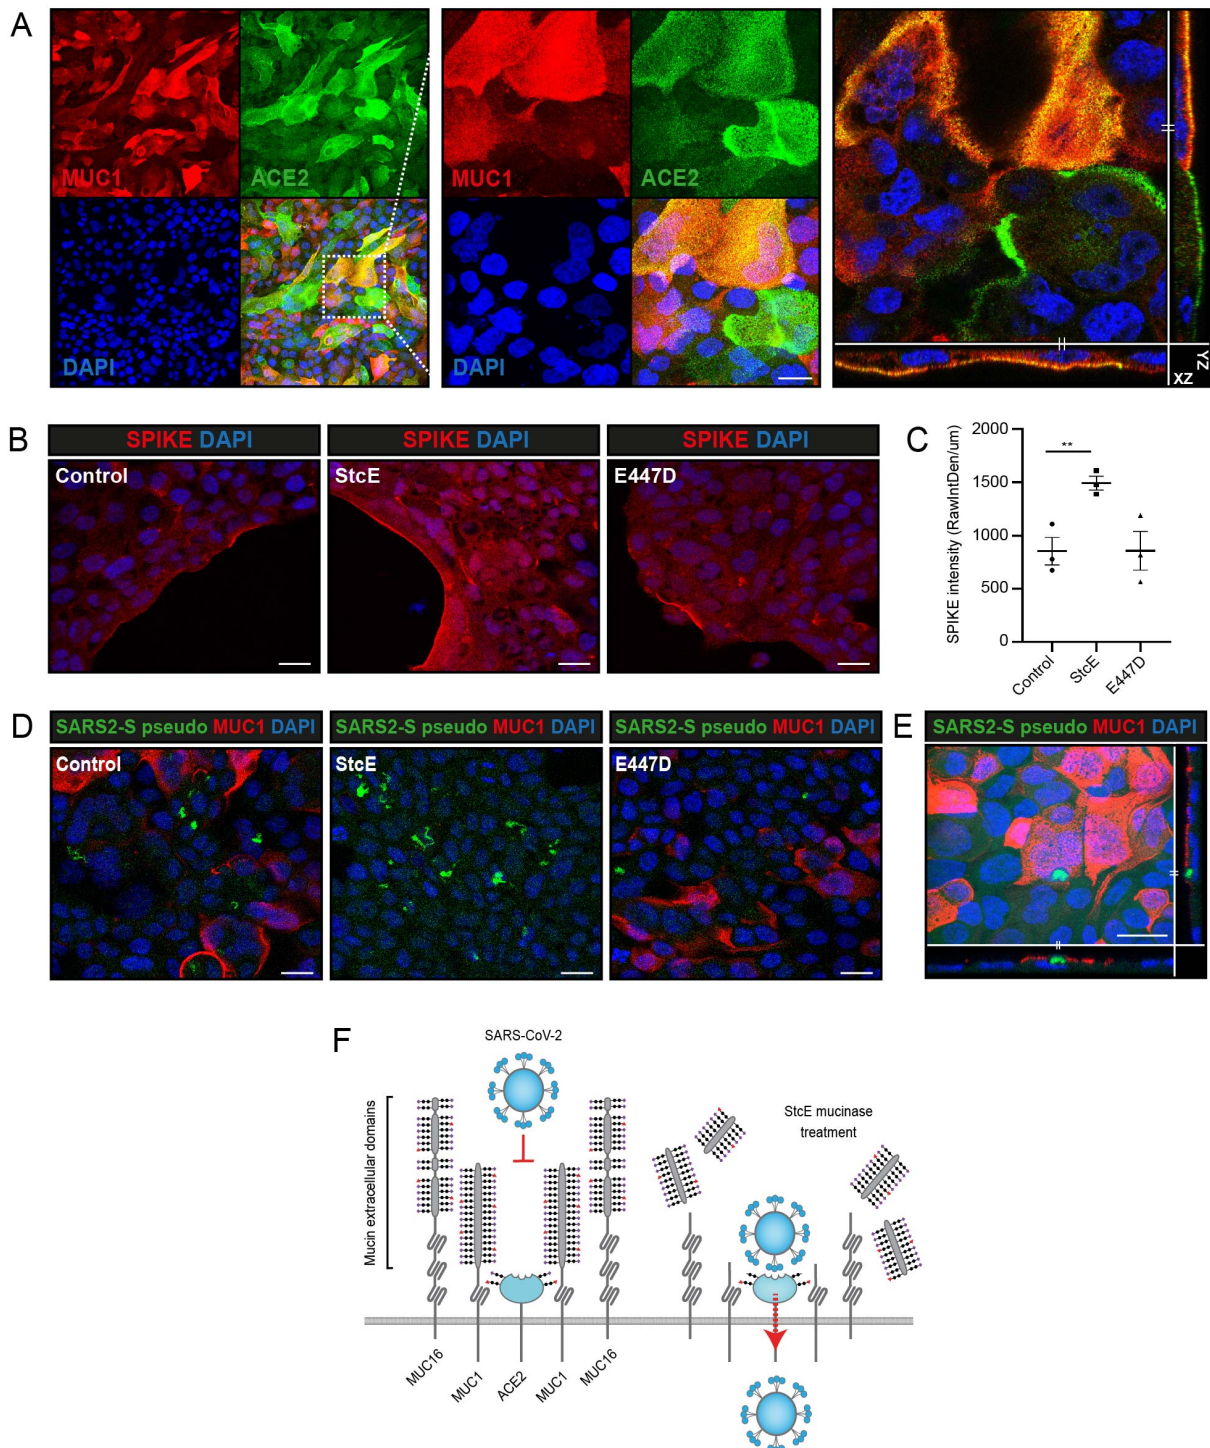 A
MUC1
ACE2
DAPI
MUC1
ACE2
DAPI
XZ
YZ
B
SPIKE DAPI
SPIKE DAPI
SPIKE DAPI
Control
StcE
E447D
C
SPIKE intensity (RawIntDen/um)
2000
1500
1000
500
0
**
Control
StcE
E447D
D
SARS2-S pseudo MUC1 DAPI
SARS2-S pseudo MUC1 DAPI
SARS2-S pseudo MUC1 DAPI
Control
StcE
E447D
E
SARS2-S pseudo MUC1 DAPI
F
SARS-CoV-2
Mucin extracellular domains
StcE mucinase
treatment
MUC16
MUC1
ACE2
MUC1
MUC16